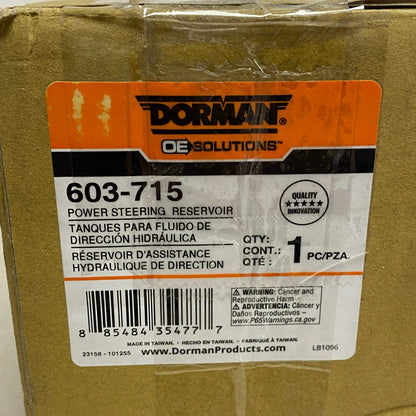 DORMAN®
OE SOLUTIONS™
603-715
POWER STEERING RESERVOIR
TANQUES PARA FLUIDO DE
DIRECCIÓN HIDRÁULICA
RÉSERVOIR D'ASSISTANCE
HYDRAULIQUE DE DIRECTION
QUALITY
★★★★★
INNOVATION
QTY:
CONT.: 1 PC/PZA.
QTÉ :
⚠ WARNING: Cancer and
Reproductive Harm
⚠ ADVERTENCIA: Cáncer y
Daños Reproductivos –
www.P65Warnings.ca.gov
8 85484 35477 7
MADE IN TAIWAN. • HECHO EN TAIWÁN. • FABRIQUÉ À TAIWAN.
23156 - 101255 www.DormanProducts.com LB1096